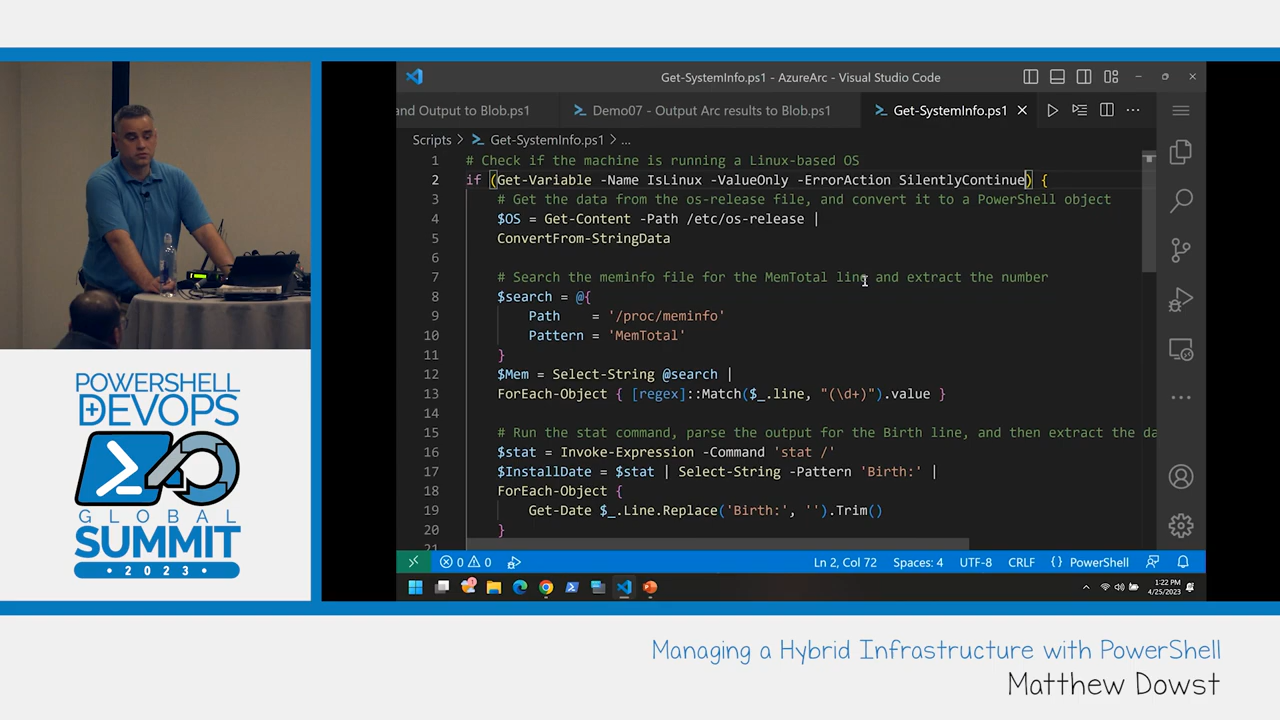 Get-SystemInfo.ps1 - AzureArc - Visual Studio Code
and Output to Blob.ps1
Demo07 - Output Arc results to Blob.ps1
Get-SystemInfo.ps1
Scripts > Get-SystemInfo.ps1 > ...
1 # Check if the machine is running a Linux-based OS
2 if (Get-Variable -Name IsLinux -ValueOnly -ErrorAction SilentlyContinue) {
3 # Get the data from the os-release file, and convert it to a PowerShell object
4 $OS = Get-Content -Path /etc/os-release |
5 ConvertFrom-StringData
6
7 # Search the meminfo file for the MemTotal line and extract the number
8 $search = @{
9 Path = '/proc/meminfo'
10 Pattern = 'MemTotal'
11 }
12 $Mem = Select-String @search |
13 ForEach-Object { [regex]::Match($_.line, "(\d+)").value }
14
15 # Run the stat command, parse the output for the Birth line, and then extract the da
16 $stat = Invoke-Expression -Command 'stat /'
17 $InstallDate = $stat | Select-String -Pattern 'Birth:' |
18 ForEach-Object {
19 Get-Date $_.Line.Replace('Birth:', '').Trim()
20 }
21
0 0
Ln 2, Col 72 Spaces: 4 UTF-8 CRLF {} PowerShell
1:22 PM
4/25/2023
POWERSHELL
+DEVOPS
GLOBAL
SUMMIT
2023
Managing a Hybrid Infrastructure with PowerShell
Matthew Dowst